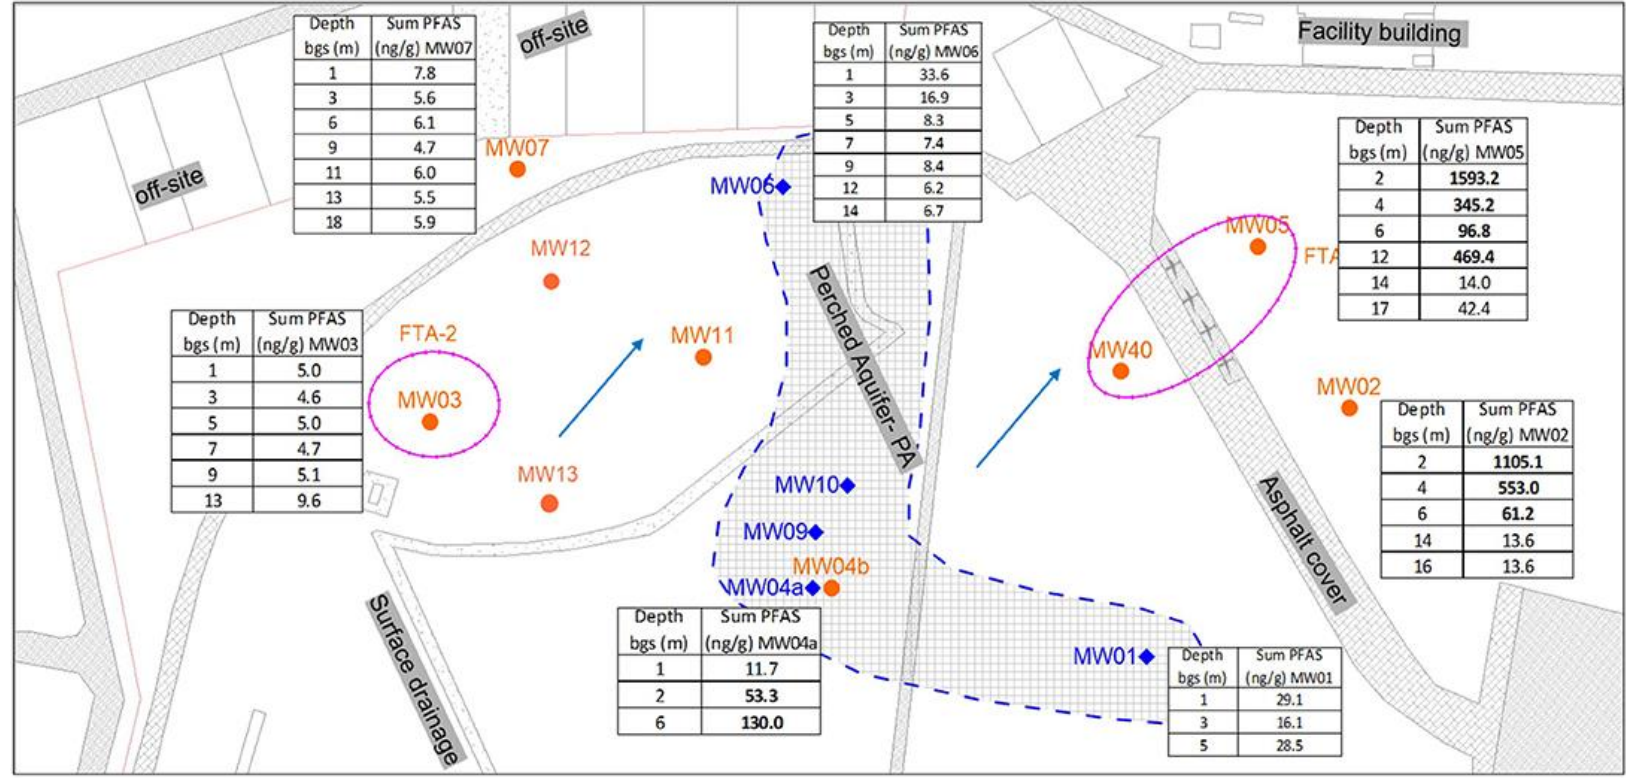 off-site
Facility building
Depth Sum PFAS
bgs (m) (ng/g) MW07
1 7.8
3 5.6
6 6.1
9 4.7
11 6.0
13 5.5
18 5.9
Depth Sum PFAS
bgs (m) (ng/g) MW06
1 33.6
3 16.9
5 8.3
7 7.4
9 8.4
12 6.2
14 6.7
Depth Sum PFAS
bgs (m) (ng/g) MW05
2 1593.2
4 345.2
6 96.8
12 469.4
14 14.0
17 42.4
MW07
off-site
MW06
MW05
MW12
FTA
Perched Aquifer- PA
Depth Sum PFAS
bgs (m) (ng/g) MW03
1 5.0
3 4.6
5 5.0
7 4.7
9 5.1
13 9.6
FTA-2
MW11
MW40
MW03
MW02
Depth Sum PFAS
bgs (m) (ng/g) MW02
2 1105.1
4 553.0
6 61.2
14 13.6
16 13.6
MW13
MW10
Asphalt cover
MW09
MW04b
MW04a
Surface drainage
Depth Sum PFAS
bgs (m) (ng/g) MW04a
1 11.7
2 53.3
6 130.0
MW01
Depth Sum PFAS
bgs (m) (ng/g) MW01
1 29.1
3 16.1
5 28.5